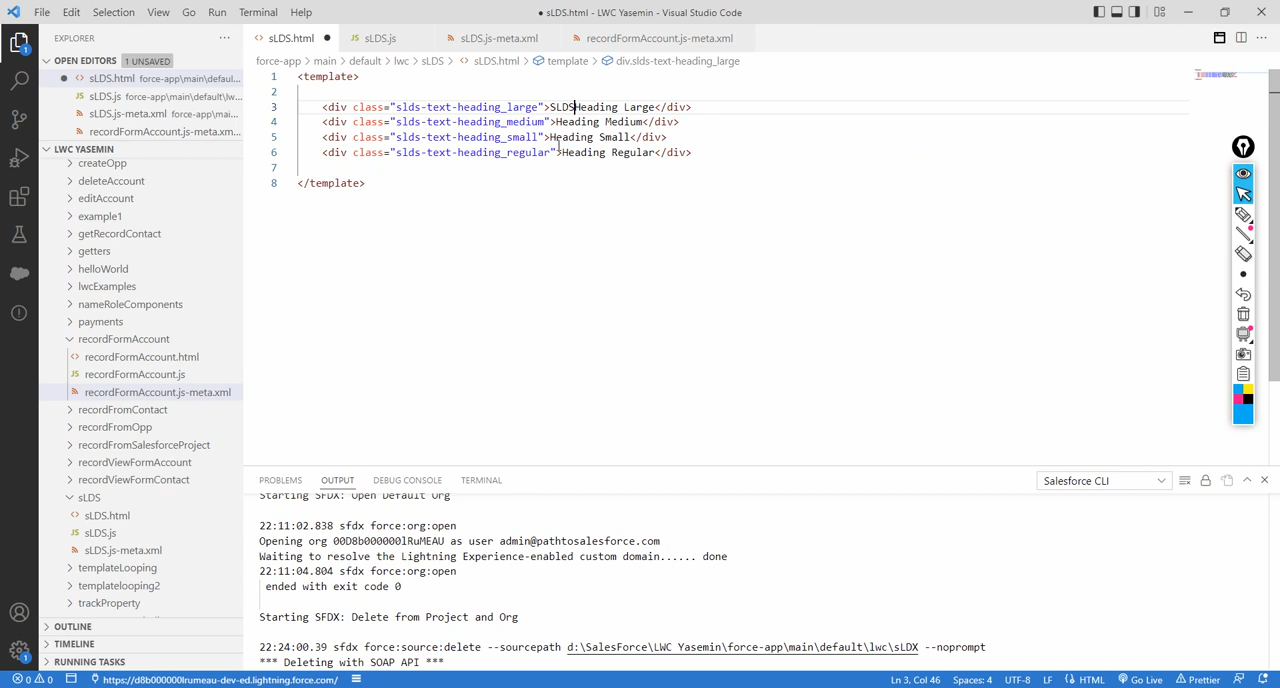 File Edit Selection View Go Run Terminal Help
● sLDS.html - LWC Yasemin - Visual Studio Code
EXPLORER
OPEN EDITORS 1 UNSAVED
sLDS.html force-app\main\defaul...
sLDS.js force-app\main\default\lw...
sLDS.js-meta.xml force-app\ma...
recordFormAccount.js-meta.xm...
LWC YASEMIN
createOpp
deleteAccount
editAccount
example1
getRecordContact
getters
helloWorld
lwcExamples
nameRoleComponents
payments
recordFormAccount
recordFormAccount.html
recordFormAccount.js
recordFormAccount.js-meta.xml
recordFromContact
recordFromOpp
recordFromSalesforceProject
recordViewFormAccount
recordViewFormContact
sLDS
sLDS.html
sLDS.js
sLDS.js-meta.xml
templateLooping
templatelooping2
trackProperty
OUTLINE
TIMELINE
RUNNING TASKS
sLDS.html sLDS.js sLDS.js-meta.xml recordFormAccount.js-meta.xml
force-app > main > default > lwc > sLDS > sLDS.html > template > div.slds-text-heading_large
1 <template>
2
3 <div class="slds-text-heading_large">SLDSHeading Large</div>
4 <div class="slds-text-heading_medium">Heading Medium</div>
5 <div class="slds-text-heading_small">Heading Small</div>
6 <div class="slds-text-heading_regular">Heading Regular</div>
7
8 </template>
PROBLEMS OUTPUT DEBUG CONSOLE TERMINAL
Salesforce CLI
Starting SFDX: Open Default Org
22:11:02.838 sfdx force:org:open
Opening org 00D8b000000lRuMEAU as user admin@pathtosalesforce.com
Waiting to resolve the Lightning Experience-enabled custom domain...... done
22:11:04.804 sfdx force:org:open
ended with exit code 0
Starting SFDX: Delete from Project and Org
22:24:00.39 sfdx force:source:delete --sourcepath d:\SalesForce\LWC Yasemin\force-app\main\default\lwc\sLDX --noprompt
*** Deleting with SOAP API ***
0 0 https://d8b000000lrumeau-dev-ed.lightning.force.com/ Ln 3, Col 46 Spaces: 4 UTF-8 LF HTML Go Live Prettier